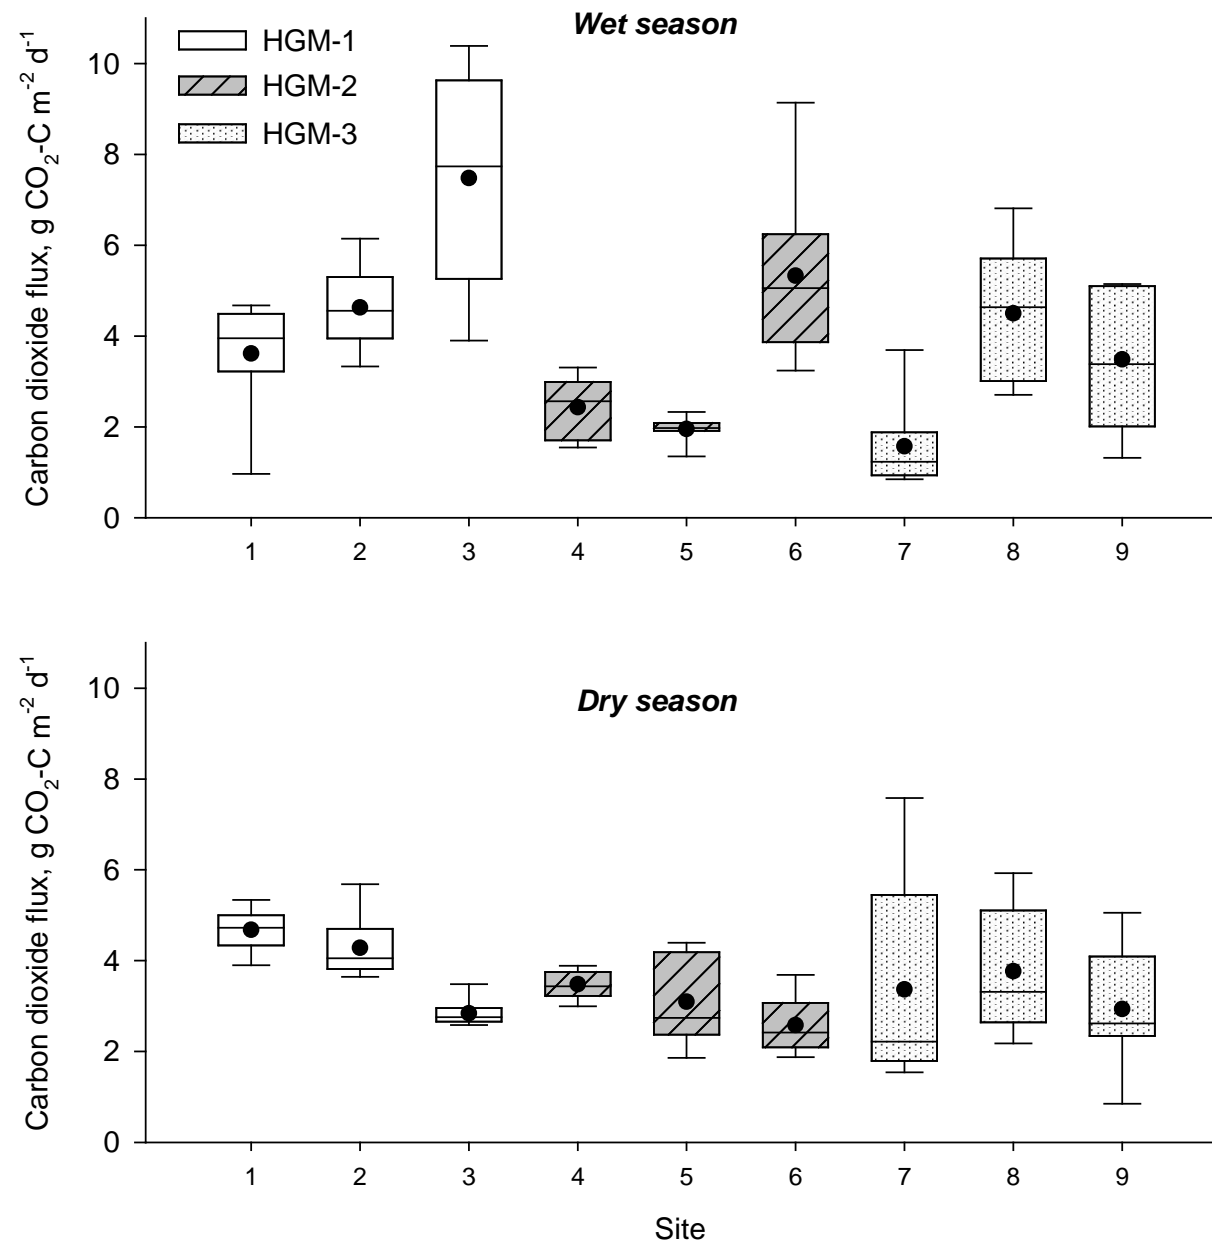 Wet season
HGM-1
HGM-2
HGM-3
Carbon dioxide flux, g CO₂-C m⁻² d⁻¹
10
8
6
4
2
0
1 2 3 4 5 6 7 8 9
Dry season
Carbon dioxide flux, g CO₂-C m⁻² d⁻¹
10
8
6
4
2
0
1 2 3 4 5 6 7 8 9
Site